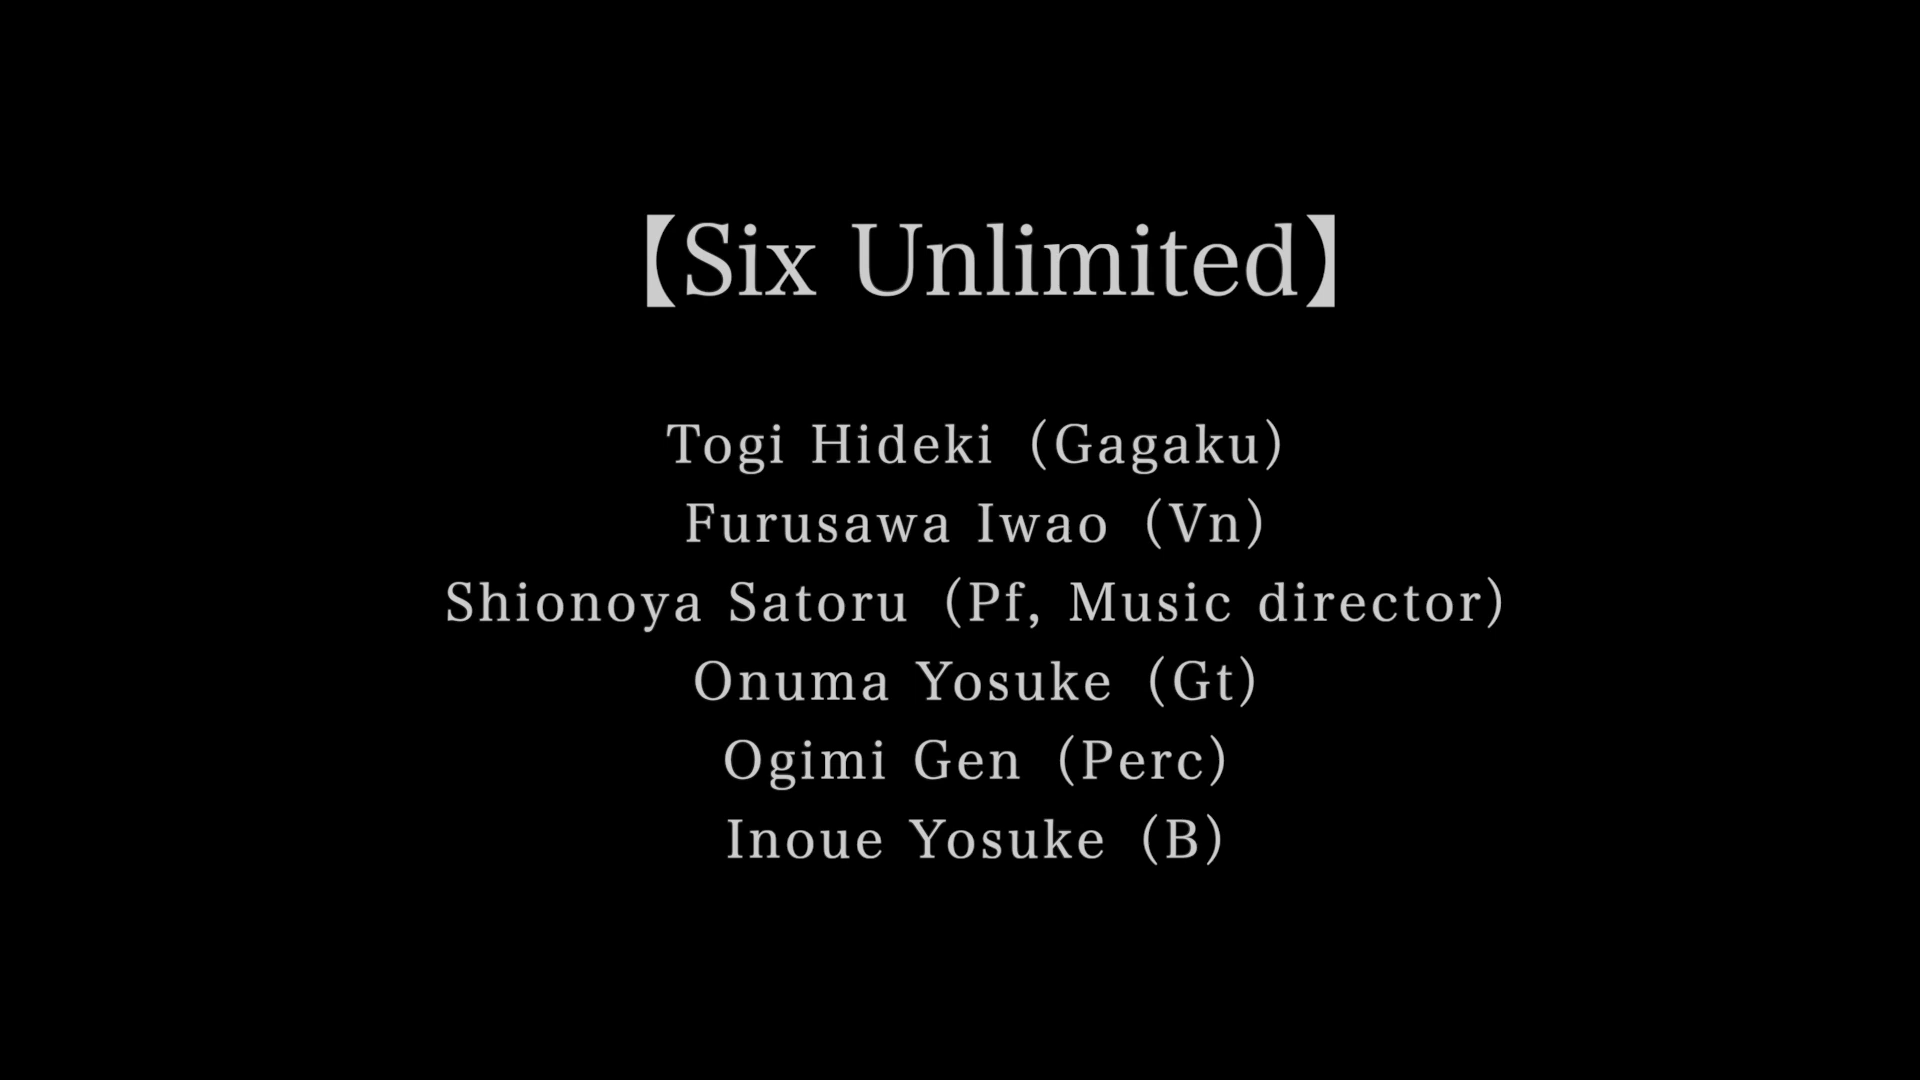 【Six Unlimited】
Togi Hideki（Gagaku）
Furusawa Iwao（Vn）
Shionoya Satoru（Pf, Music director）
Onuma Yosuke（Gt）
Ogimi Gen（Perc）
Inoue Yosuke（B）